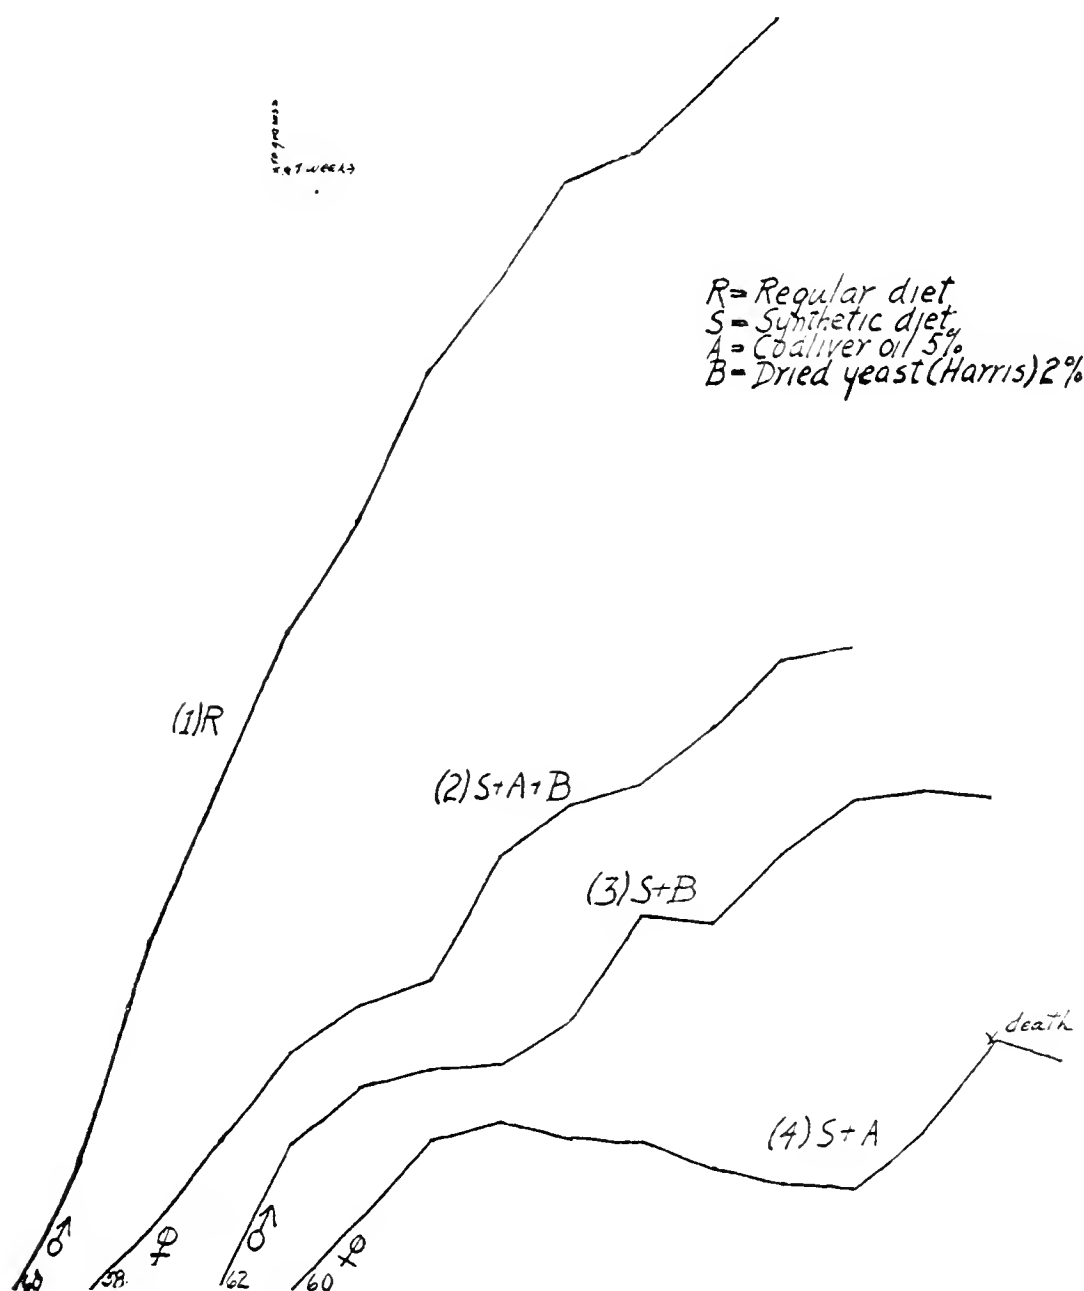 R= Regular diet
S= Synthetic diet
A= Codliver oil 5%
B= Dried yeast (Harris) 2%
(1)R
(2) S+A+B
(3) S+B
death
(4) S+A
♂
♀
♂
♀
58
62
60